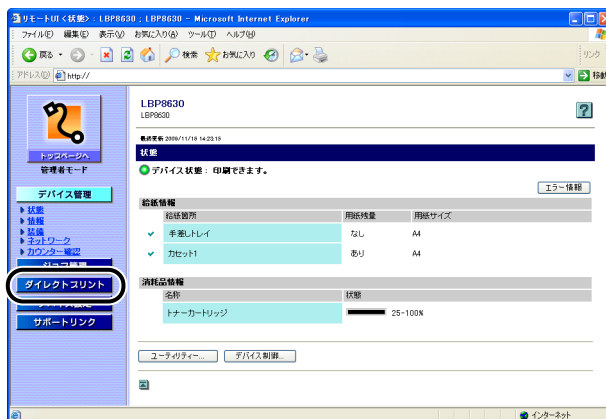 リモートUI <状態> : LBP8630 ; LBP8630 - Microsoft Internet Explorer
ファイル(F) 編集(E) 表示(V) お気に入り(A) ツール(T) ヘルプ(H)
戻る 検索 お気に入り リンク
アドレス(D) http:// 移動
LBP8630
LBP8630
トップページへ
管理者モード
デバイス管理
状態
情報
装備
ネットワーク
カウンター確認
ダイレクトプリント
サポートリンク
最終更新 2009/11/18 14:23:15
状態
デバイス状態: 印刷できます。
エラー情報
給紙情報
給紙箇所 用紙残量 用紙サイズ
手差しトレイ なし A4
カセット1 あり A4
消耗品情報
名称 状態
トナーカートリッジ 25-100%
ユーティリティー... デバイス制御...
インターネット